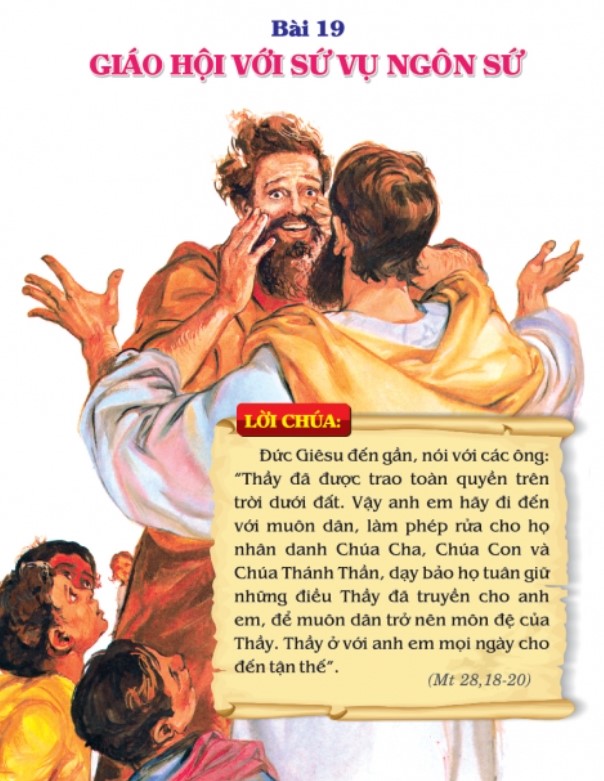 Bài 19
GIÁO HỘI VỚI SỨ VỤ NGÔN SỨ
LỜI CHÚA:
Đức Giêsu đến gần, nói với các ông:
“Thầy đã được trao toàn quyền trên
trời dưới đất. Vậy anh em hãy đi đến
với muôn dân, làm phép rửa cho họ
nhân danh Chúa Cha, Chúa Con và
Chúa Thánh Thần, dạy bảo họ tuân giữ
những điều Thầy đã truyền cho anh
em, để muôn dân trở nên môn đệ của
Thầy. Thầy ở với anh em mọi ngày cho
đến tận thế”.
(Mt 28,18-20)